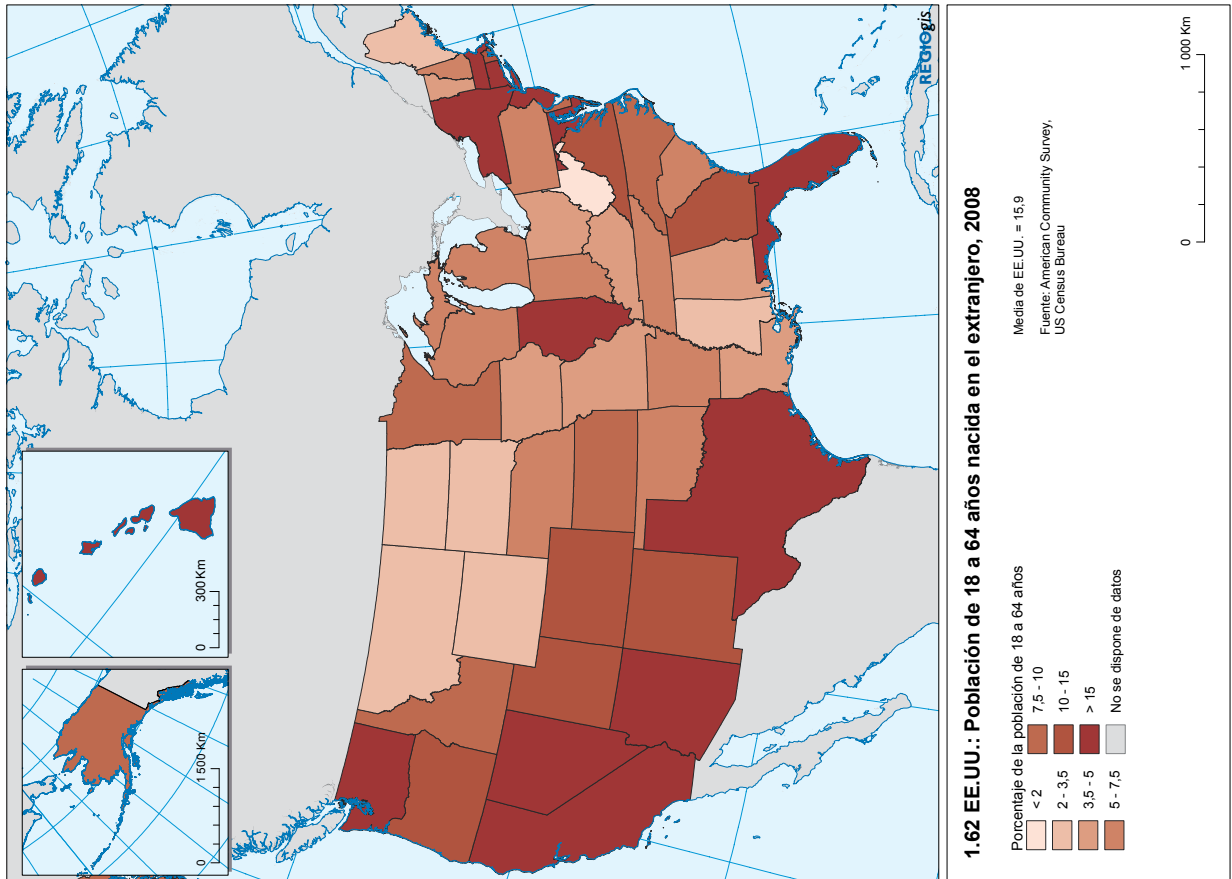 1.62 EE.UU.: Población de 18 a 64 años nacida en el extranjero, 2008
Porcentaje de la población de 18 a 64 años
< 2
2 - 3,5
3,5 - 5
5 - 7,5
7,5 - 10
10 - 15
> 15
No se dispone de datos
Media de EE.UU. = 15,9
Fuente: American Community Survey,
US Census Bureau
0 1 000 Km
0 1 500 Km
0 300 Km
REGIOgis